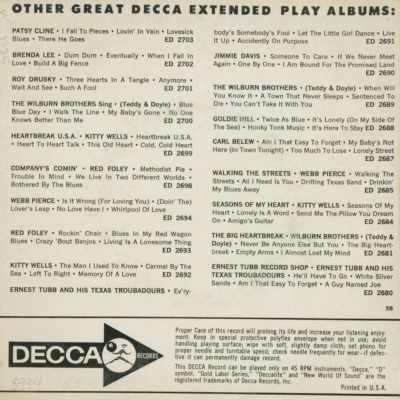 OTHER GREAT DECCA EXTENDED PLAY ALBUMS:
PATSY CLINE • I Fall To Pieces • Lovin' In Vain • Lovesick
Blues • There He Goes ED 2703
BRENDA LEE • Dum Dum • Eventually • When I Fall In
Love • Build A Big Fence ED 2702
ROY DRUSKY • Three Hearts In A Tangle • Anymore •
Wait And See • Such A Fool ED 2701
THE WILBURN BROTHERS Sing • (Teddy & Doyle) • Blue
Blue Day • I Walk The Line • My Baby's Gone • No One
Knows Better Than Me ED 2700
HEARTBREAK U.S.A. • KITTY WELLS • Heartbreak U.S.A.
• Heart To Heart Talk • This Old Heart • Cold, Cold Heart
ED 2699
COMPANY'S COMIN' • RED FOLEY • Methodist Pie •
Trouble In Mind • We Live In Two Different Worlds •
Bothered By The Blues ED 2698
WEBB PIERCE • Is It Wrong (For Loving You) • (Doin' The)
Lover's Leap • No Love Have I • Whirlpool Of Love
ED 2694
RED FOLEY • Rockin' Chair • Blues In My Red Wagon
Blues • Crazy 'Bout Banjos • Living Is A Lonesome Thing
ED 2693
KITTY WELLS • The Man I Used To Know • Carmel By The
Sea • Left To Right • Memory Of A Love ED 2692
ERNEST TUBB AND HIS TEXAS TROUBADOURS • Ev'ry-
body's Somebody's Fool • Let The Little Girl Dance • Live
It Up • Accidently On Purpose ED 2691
JIMMIE DAVIS • Someone To Care • If We Never Meet
Again • One By One • I Am Bound For The Promised Land
ED 2690
THE WILBURN BROTHERS • (Teddy & Doyle) • When Will
You Know It • A Town That Never Sleeps • Sentenced To
Die • You Can't Take It With You ED 2689
GOLDIE HILL • Twice As Blue • It's Lonely (On My Side Of
The Sea) • Honky Tonk Music • It's Here To Stay ED 2688
CARL BELEW • Am I That Easy To Forget • My Baby's Not
Here (In Town Tonight) • Too Much To Lose • Lonely Street
ED 2687
WALKING THE STREETS • WEBB PIERCE • Walking The
Streets • All I Need Is You • Drifting Texas Sand • Drinkin'
My Blues Away ED 2685
SEASONS OF MY HEART • KITTY WELLS • Seasons Of My
Heart • Lonely Is A Word • Send Me The Pillow You Dream
On • Amigo's Guitar ED 2684
THE BIG HEARTBREAK • WILBURN BROTHERS • (Teddy &
Doyle) • Never Be Anyone Else But You • The Big Heart-
break • Empty Arms • I Almost Lost My Mind ED 2681
ERNEST TUBB RECORD SHOP • ERNEST TUBB AND HIS
TEXAS TROUBADOURS • He'll Have To Go • White Silver
Sands • Am I That Easy To Forget • A Guy Named Joe
ED 2680
58
DECCA RECORDS
Proper Care of this record will prolong its life and increase your listening enjoy-
ment: Keep in special protective polyflex envelope when not in use; avoid
handling playing surface; wipe with soft, slightly damp cloth; set phono for
proper needle and turntable speed; check needle frequently for wear—if defec-
tive it can permanently damage record.
This DECCA Record can be played only on 45 RPM instruments. "Decca," "D"
symbol, "Gold Label Series," "Deccalite" and "New World Of Sound" are the
registered trademarks of Decca Records, Inc.
Printed in U.S.A.